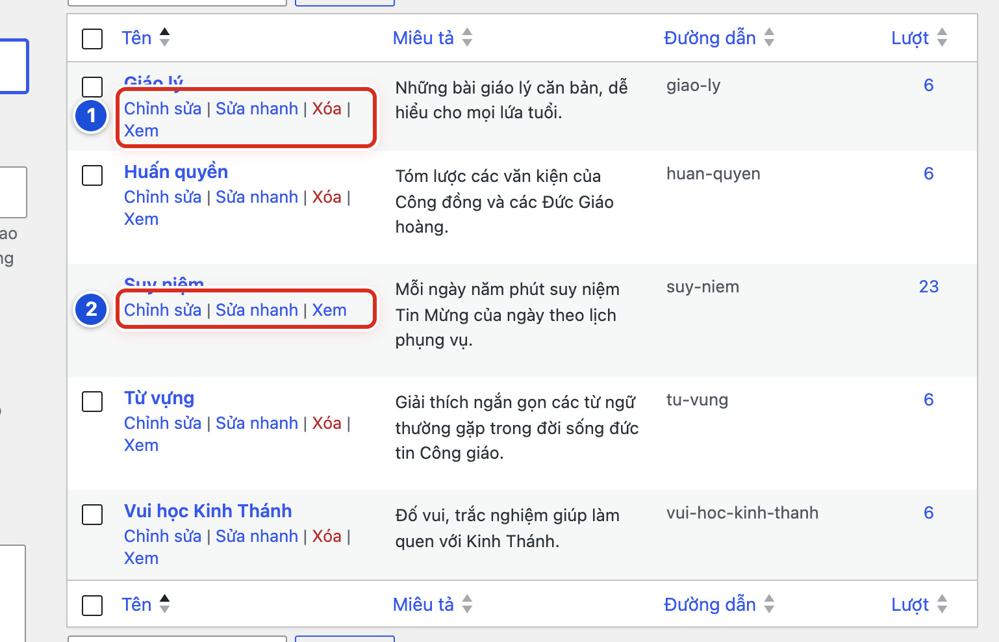 Tên Miêu tả Đường dẫn Lượt
Giáo lý
Chỉnh sửa | Sửa nhanh | Xóa |
Xem
Những bài giáo lý căn bản, dễ
hiểu cho mọi lứa tuổi.
giao-ly
6
1
Huấn quyền
Chỉnh sửa | Sửa nhanh | Xóa |
Xem
Tóm lược các văn kiện của
Công đồng và các Đức Giáo
hoàng.
huan-quyen
6
Suy niệm
Chỉnh sửa | Sửa nhanh | Xem
Mỗi ngày năm phút suy niệm
Tin Mừng của ngày theo lịch
phụng vụ.
suy-niem
23
2
Từ vựng
Chỉnh sửa | Sửa nhanh | Xóa |
Xem
Giải thích ngắn gọn các từ ngữ
thường gặp trong đời sống đức
tin Công giáo.
tu-vung
6
Vui học Kinh Thánh
Chỉnh sửa | Sửa nhanh | Xóa |
Xem
Đố vui, trắc nghiệm giúp làm
quen với Kinh Thánh.
vui-hoc-kinh-thanh
6
Tên Miêu tả Đường dẫn Lượt